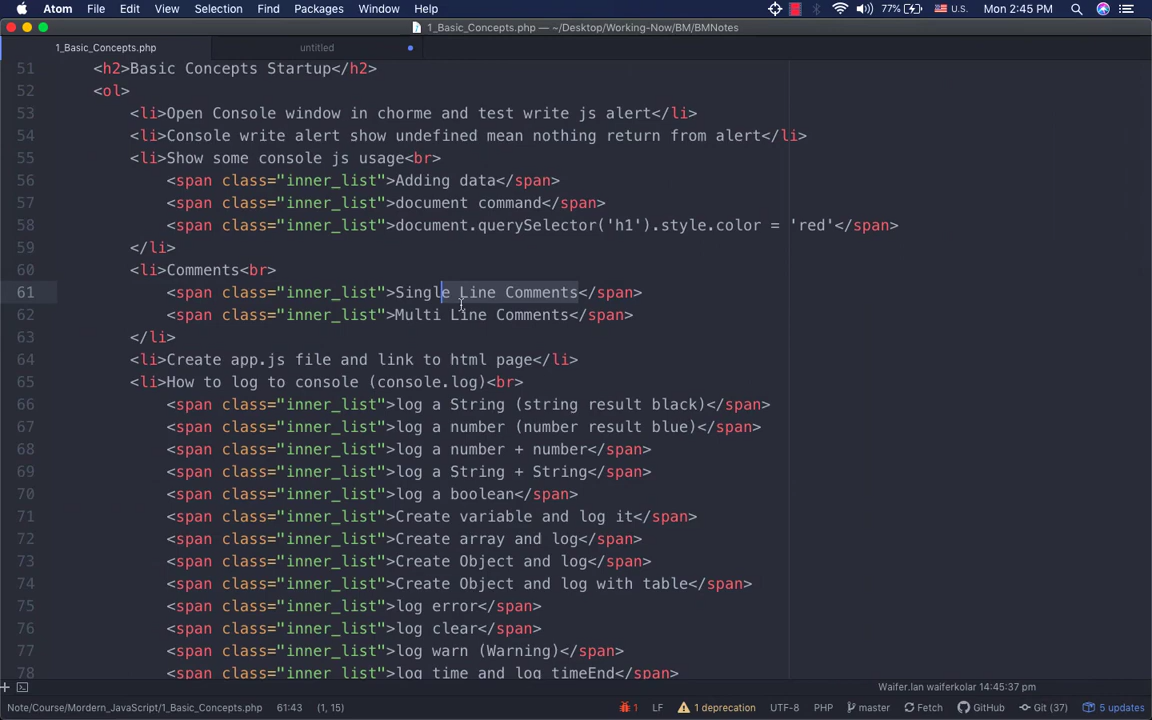 Atom File Edit View Selection Find Packages Window Help 77% U.S. Mon 2:45 PM
1_Basic_Concepts.php — ~/Desktop/Working-Now/BM/BMNotes
1_Basic_Concepts.php untitled
51 <h2>Basic Concepts Startup</h2>
52 <ol>
53 <li>Open Console window in chorme and test write js alert</li>
54 <li>Console write alert show undefined mean nothing return from alert</li>
55 <li>Show some console js usage<br>
56 <span class="inner_list">Adding data</span>
57 <span class="inner_list">document command</span>
58 <span class="inner_list">document.querySelector('h1').style.color = 'red'</span>
59 </li>
60 <li>Comments<br>
61 <span class="inner_list">Single Line Comments</span>
62 <span class="inner_list">Multi Line Comments</span>
63 </li>
64 <li>Create app.js file and link to html page</li>
65 <li>How to log to console (console.log)<br>
66 <span class="inner_list">log a String (string result black)</span>
67 <span class="inner_list">log a number (number result blue)</span>
68 <span class="inner_list">log a number + number</span>
69 <span class="inner_list">log a String + String</span>
70 <span class="inner_list">log a boolean</span>
71 <span class="inner_list">Create variable and log it</span>
72 <span class="inner_list">Create array and log</span>
73 <span class="inner_list">Create Object and log</span>
74 <span class="inner_list">Create Object and log with table</span>
75 <span class="inner_list">log error</span>
76 <span class="inner_list">log clear</span>
77 <span class="inner_list">log warn (Warning)</span>
78 <span class="inner_list">log time and log timeEnd</span>
Waifer.lan waiferkolar 14:45:37 pm
Note/Course/Mordern_JavaScript/1_Basic_Concepts.php 61:43 (1, 15) 1 LF 1 deprecation UTF-8 PHP master Fetch GitHub Git (37) 5 updates